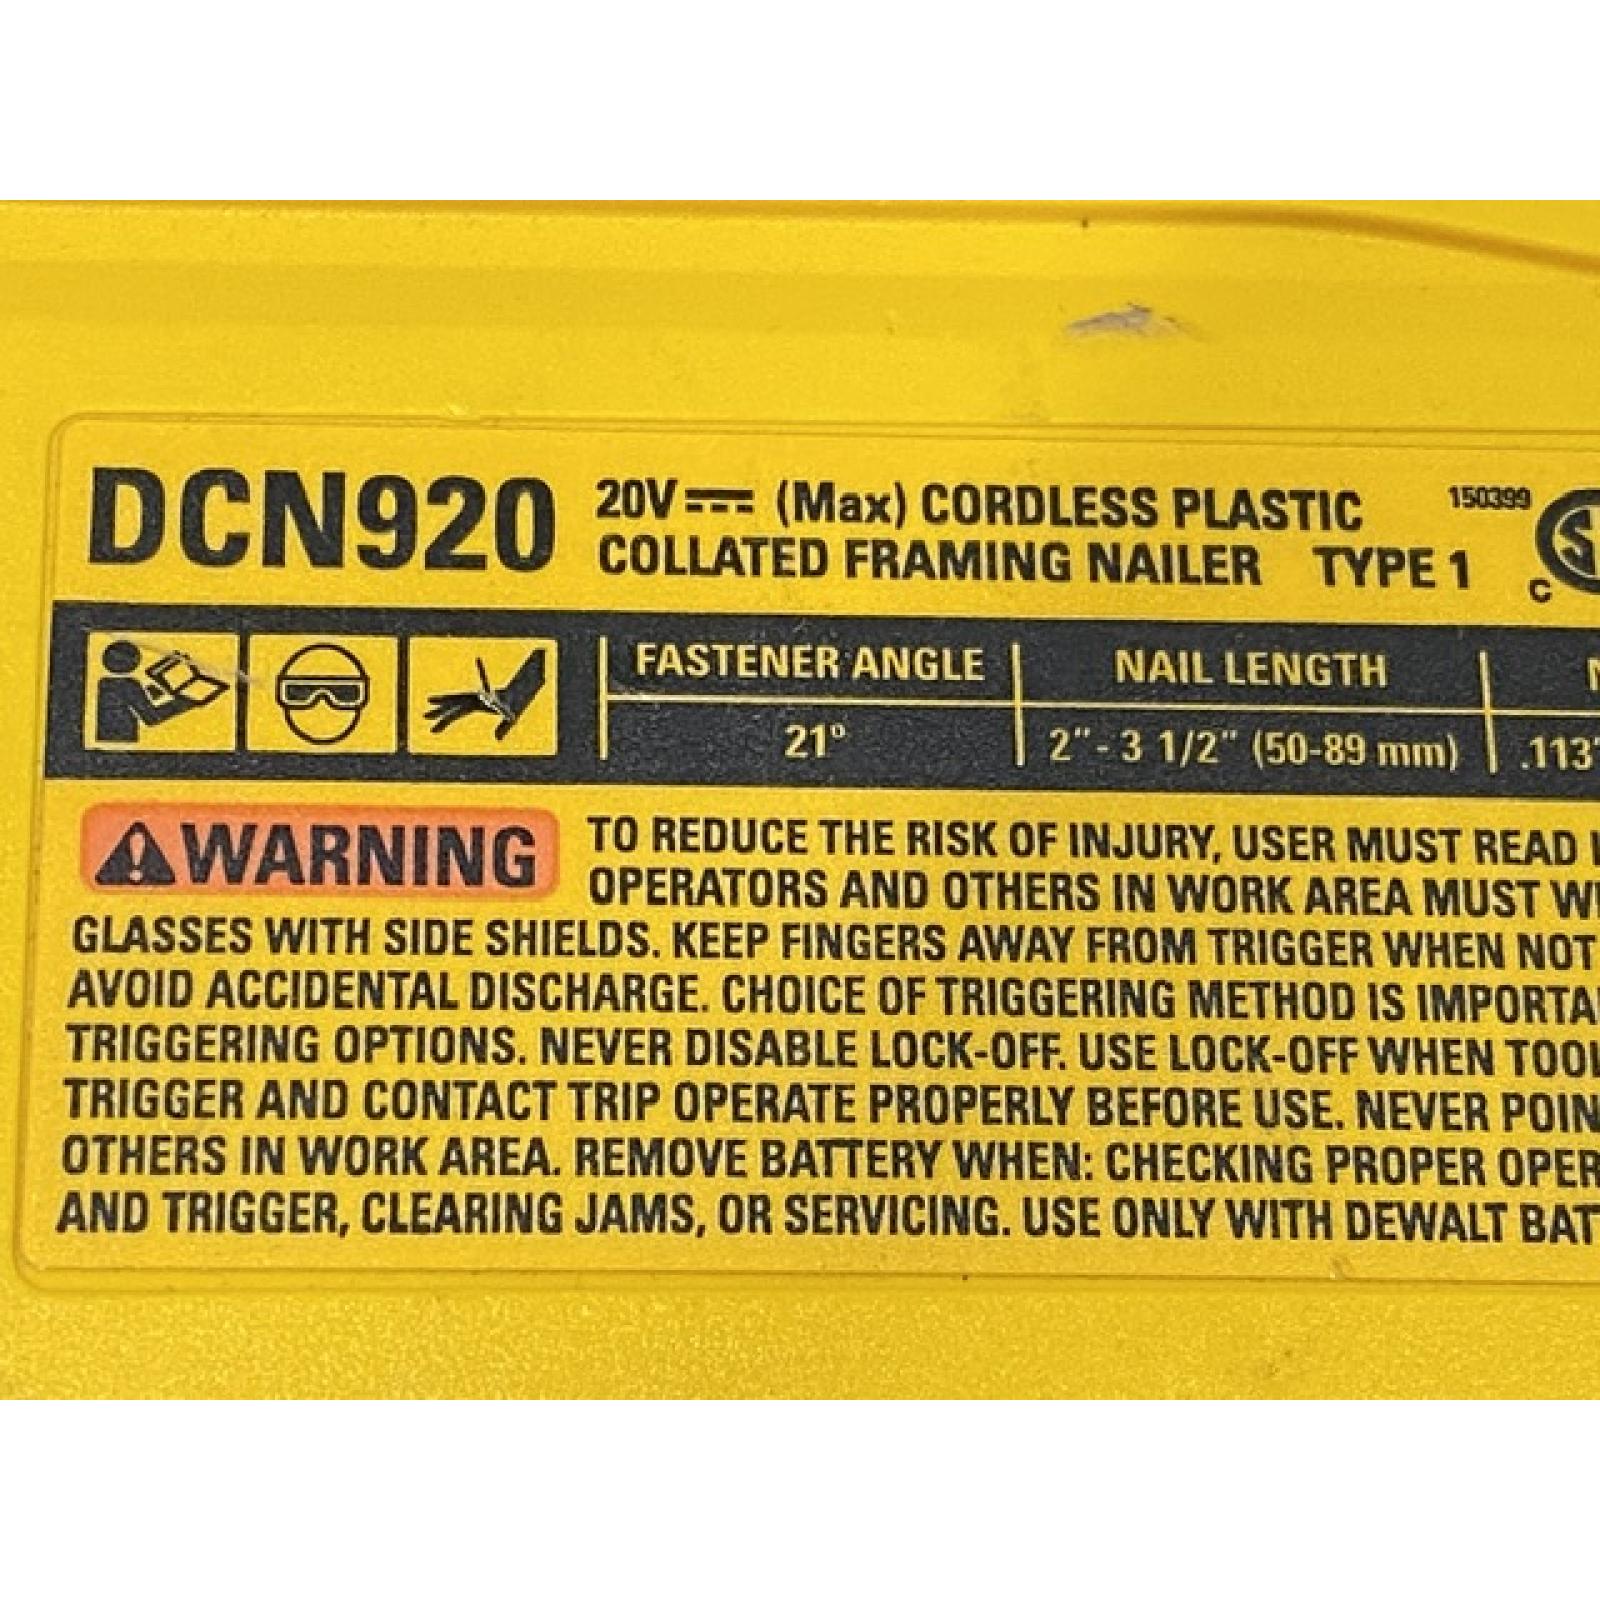 DCN920
20V (Max) CORDLESS PLASTIC
COLLATED FRAMING NAILER TYPE 1
150399
C
FASTENER ANGLE NAIL LENGTH
21° 2"- 3 1/2" (50-89 mm) .113"
WARNING
TO REDUCE THE RISK OF INJURY, USER MUST READ
OPERATORS AND OTHERS IN WORK AREA MUST
GLASSES WITH SIDE SHIELDS. KEEP FINGERS AWAY FROM TRIGGER WHEN NOT
AVOID ACCIDENTAL DISCHARGE. CHOICE OF TRIGGERING METHOD IS
TRIGGERING OPTIONS. NEVER DISABLE LOCK-OFF. USE LOCK-OFF WHEN TOOL
TRIGGER AND CONTACT TRIP OPERATE PROPERLY BEFORE USE. NEVER
OTHERS IN WORK AREA. REMOVE BATTERY WHEN: CHECKING PROPER
AND TRIGGER, CLEARING JAMS, OR SERVICING. USE ONLY WITH DEWALT